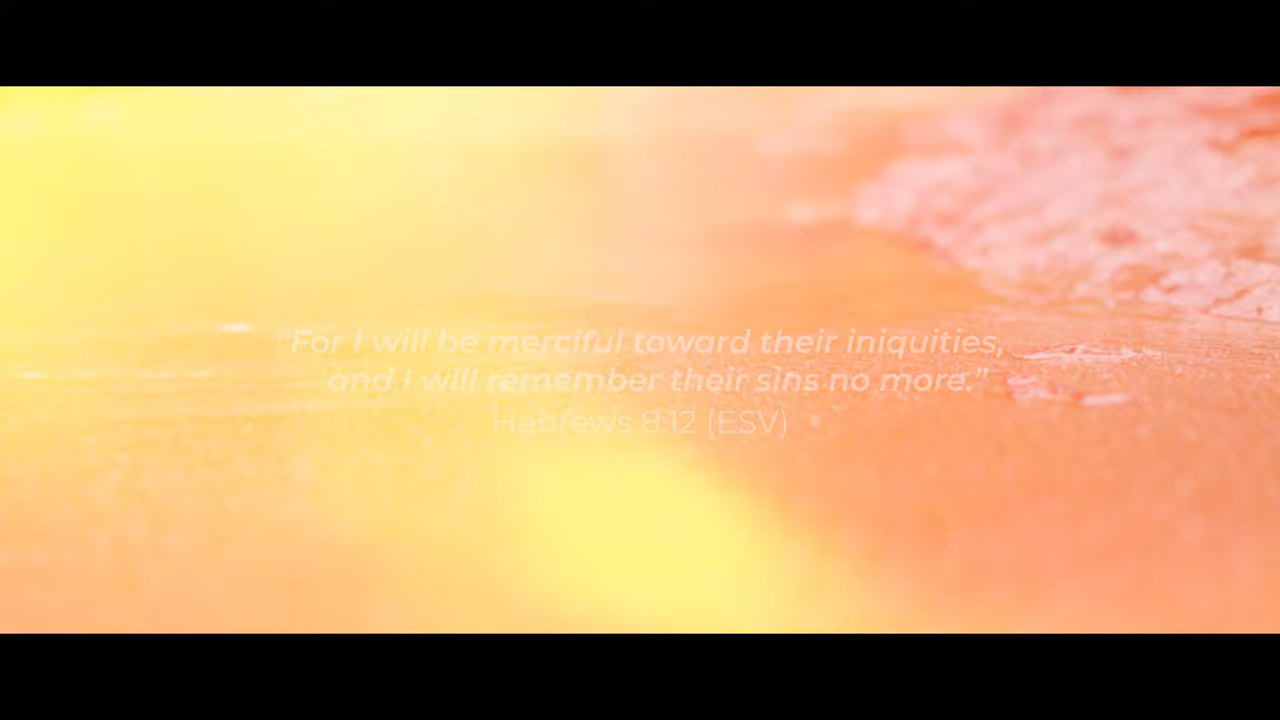 “For I will be merciful toward their iniquities,
and I will remember their sins no more.”
Hebrews 8:12 (ESV)